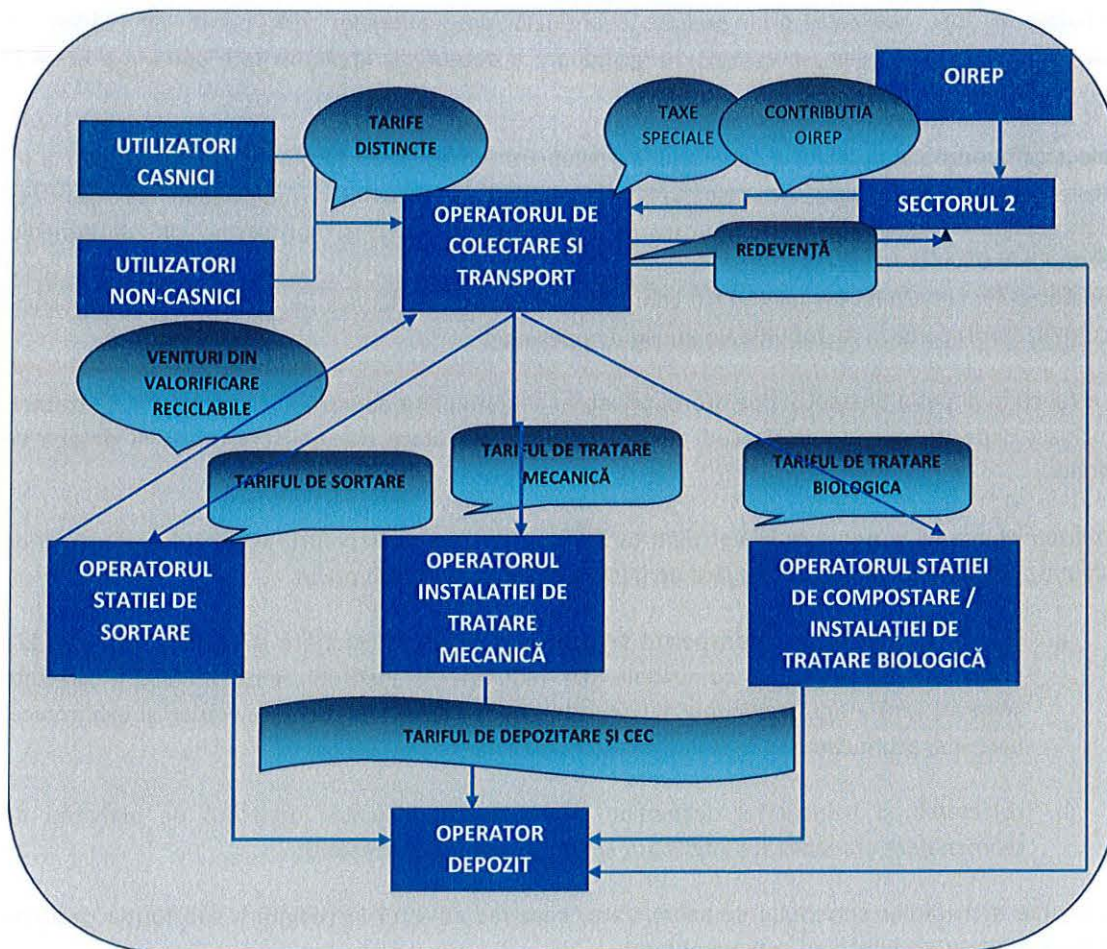 OIREP
TARIFE
DISTINCTE
TAXE
SPECIALE
CONTRIBUTIA
OIREP
UTILIZATORI
CASNICI
OPERATORUL DE
COLECTARE SI
TRANSPORT
SECTORUL 2
REDEVENȚĂ
UTILIZATORI
NON-CASNICI
VENITURI DIN
VALORIFICARE
RECICLABILE
TARIFUL DE SORTARE
TARIFUL DE TRATARE
MECANICĂ
TARIFUL DE TRATARE
BIOLOGICA
OPERATORUL
STATIEI DE
SORTARE
OPERATORUL
INSTALATIEI DE
TRATARE
MECANICĂ
OPERATORUL STATIEI
DE COMPOSTARE /
INSTALAȚIEI DE
TRATARE BIOLOGICĂ
TARIFUL DE DEPOZITARE ȘI CEC
OPERATOR
DEPOZIT